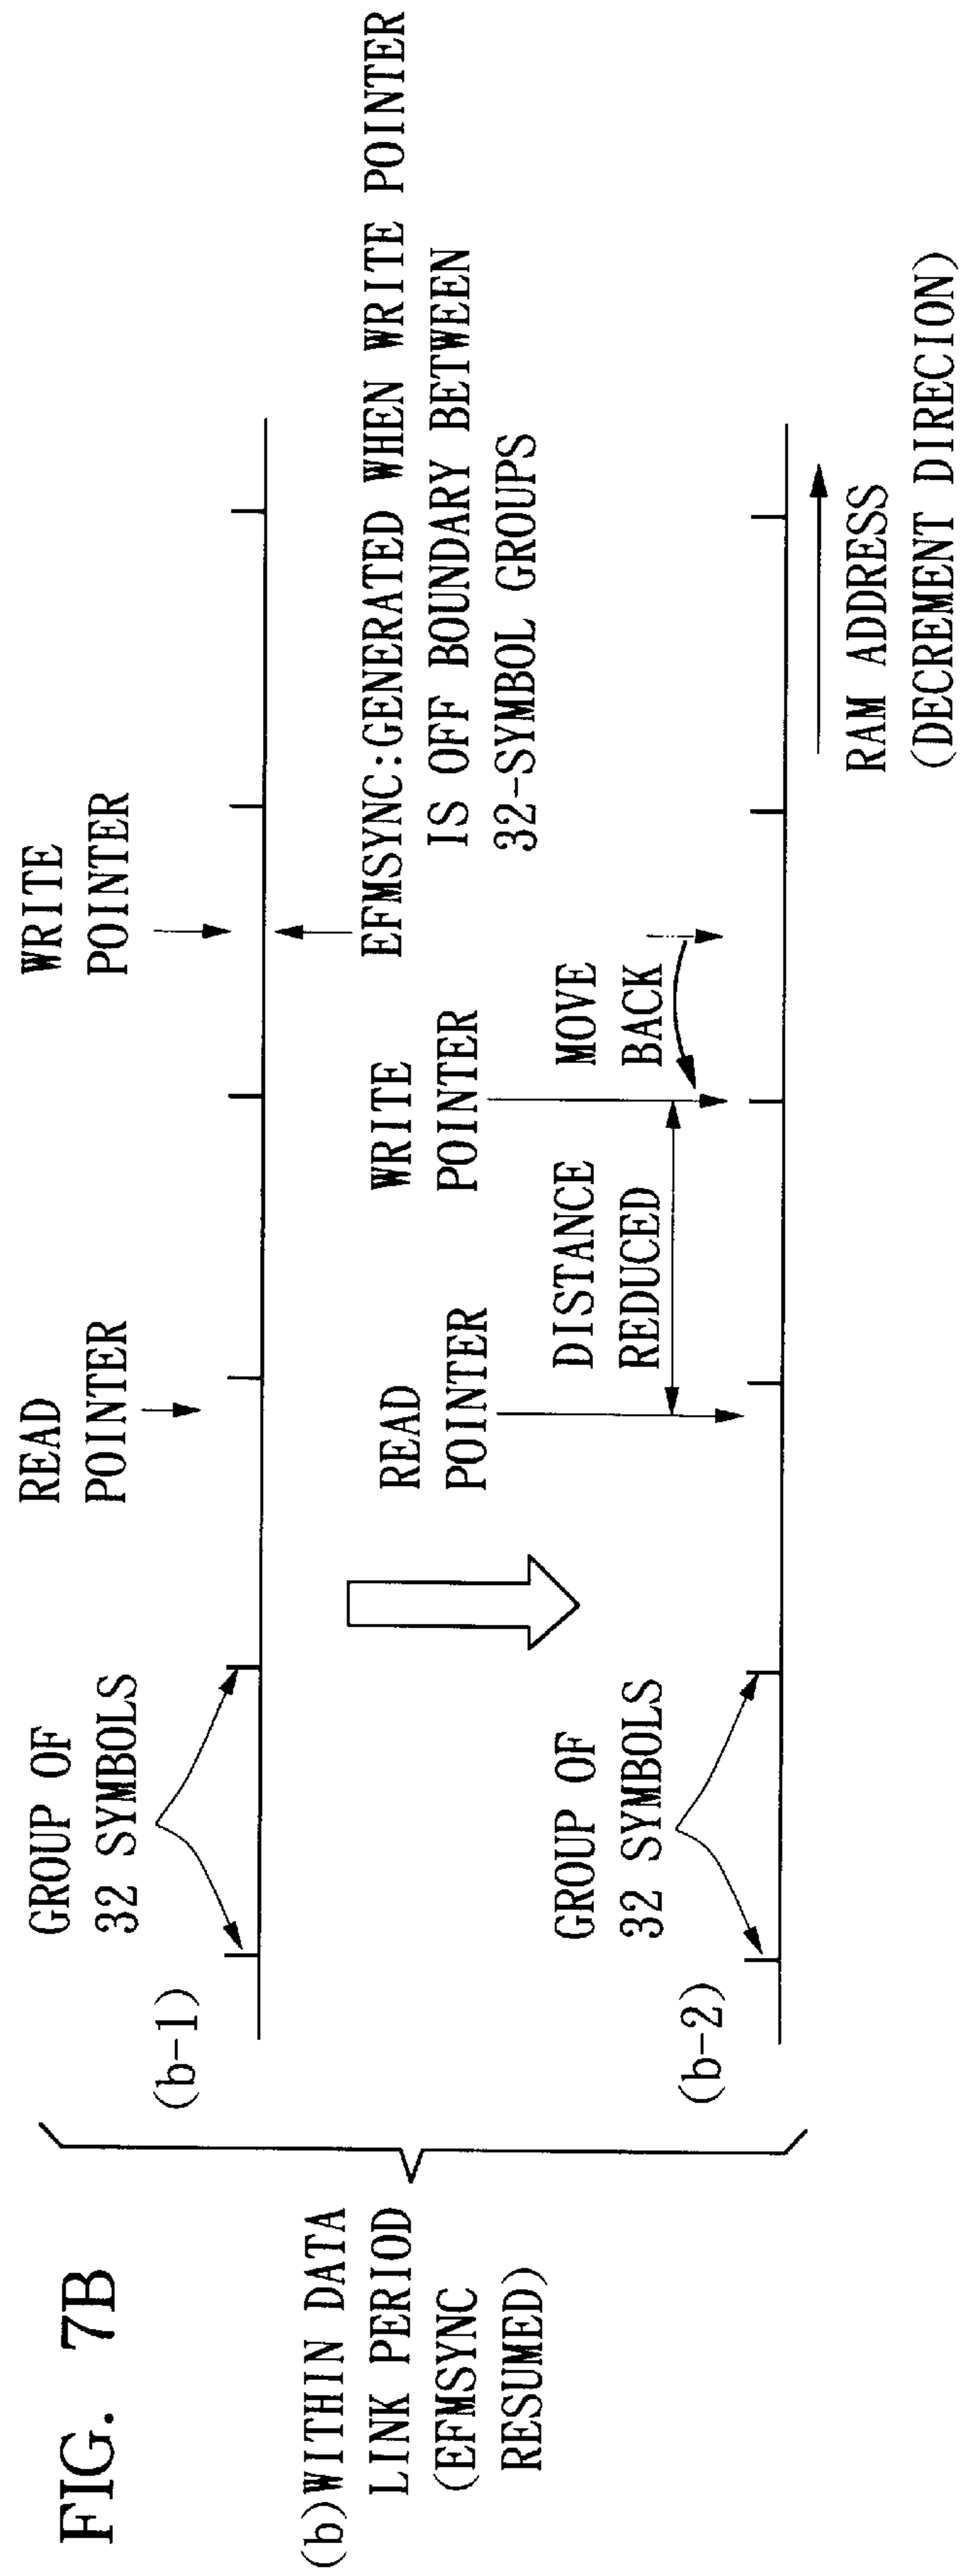 FIG. 7B
(b)WITHIN DATA
LINK PERIOD
(EFMSYNC
RESUMED)
(b-1)
GROUP OF
32 SYMBOLS
READ
POINTER
WRITE
POINTER
EFMSYNC:GENERATED WHEN WRITE POINTER
IS OFF BOUNDARY BETWEEN
32-SYMBOL GROUPS
(b-2)
GROUP OF
32 SYMBOLS
READ
POINTER
DISTANCE
REDUCED
WRITE
POINTER
MOVE
BACK
RAM ADDRESS
(DECREMENT DIRECION)